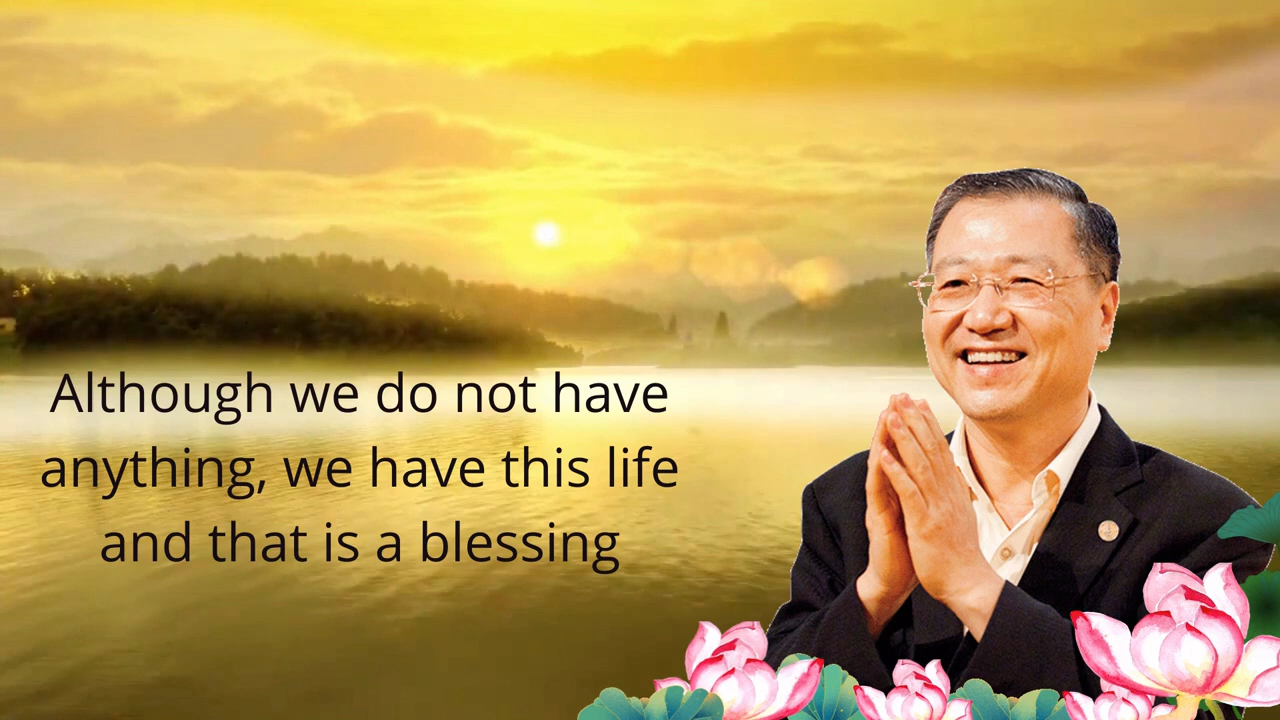 Although we do not have
anything, we have this life
and that is a blessing